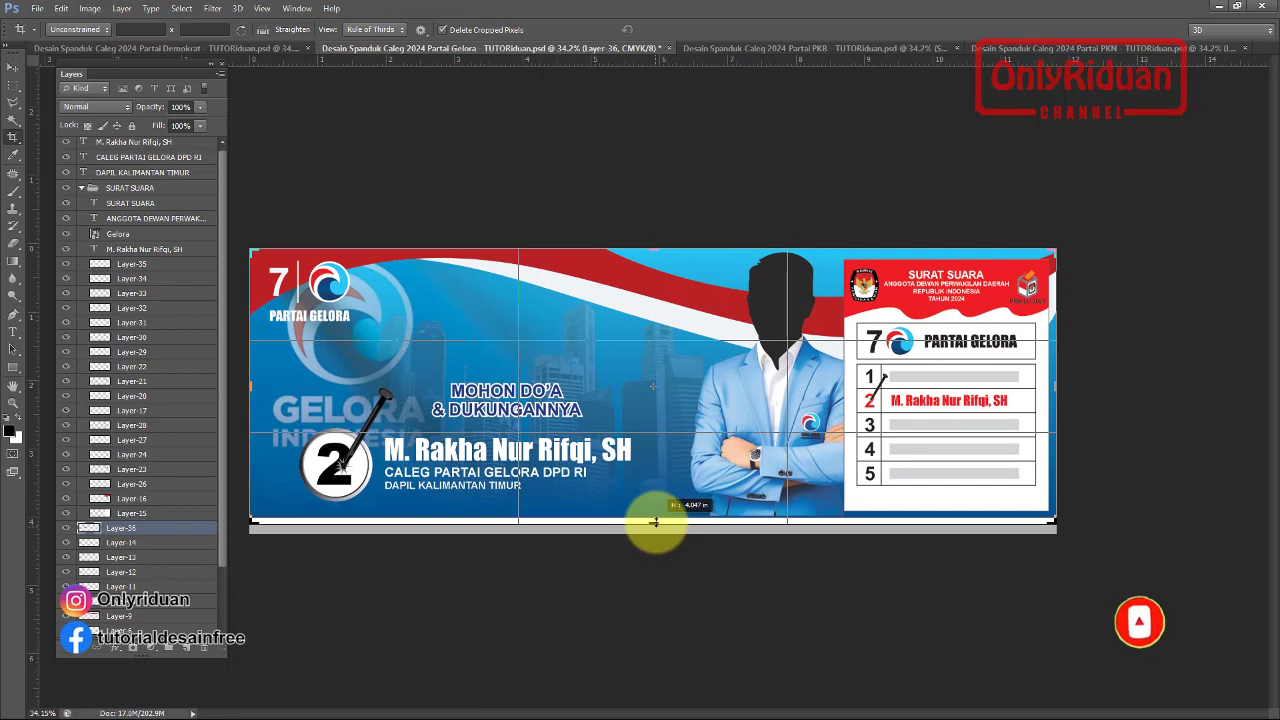 Ps File Edit Image Layer Type Select Filter 3D View Window Help
Unconstrained x Straighten View: Rule of Thirds Delete Cropped Pixels 3D
Desain Spanduk Caleg 2024 Partai Demokrat - TUTORiduan.psd @ 34.... × Desain Spanduk Caleg 2024 Partai Gelora - TUTORiduan.psd @ 34.2% (Layer-36, CMYK/8) * × Desain Spanduk Caleg 2024 Partai PKB - TUTORiduan.psd @ 34.2% (S... × Desain Spanduk Caleg 2024 Partai PKN - TUTORiduan.psd @ 34.2% (L... ×
OnlyRiduan
CHANNEL
Layers
Kind
Normal Opacity: 100%
Lock: Fill: 100%
M. Rakha Nur Rifqi, SH
CALEG PARTAI GELORA DPD RI
DAPIL KALIMANTAN TIMUR
SURAT SUARA
SURAT SUARA
ANGGOTA DEWAN PERWAK...
Gelora
M. Rakha Nur Rifqi, SH
Layer-35
Layer-34
Layer-33
Layer-32
Layer-31
Layer-30
Layer-29
Layer-22
Layer-21
Layer-20
Layer-17
Layer-28
Layer-27
Layer-24
Layer-23
Layer-26
Layer-16
Layer-15
Layer-36
Layer-14
Layer-13
Layer-12
Layer-11
Layer-9
Onlyriduan
tutorialdesainfree
7
PARTAI GELORA
GELORA
INDONESIA
MOHON DO'A
& DUKUNGANNYA
2
M. Rakha Nur Rifqi, SH
CALEG PARTAI GELORA DPD RI
DAPIL KALIMANTAN TIMUR
H: 4.047 in
SURAT SUARA
ANGGOTA DEWAN PERWAKILAN DAERAH
REPUBLIK INDONESIA
TAHUN 2024
PEMILU 2024
7 PARTAI GELORA
1
2 M. Rakha Nur Rifqi, SH
3
4
5
34.15% Doc: 17.0M/202.9M